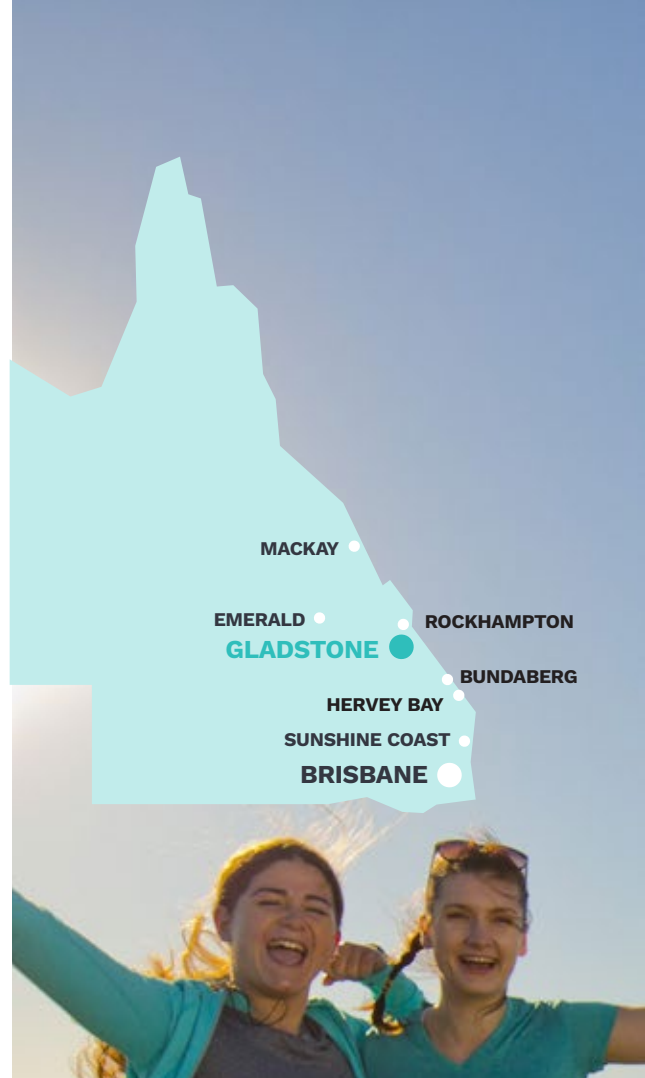 MACKAY
EMERALD
ROCKHAMPTON
GLADSTONE
BUNDABERG
HERVEY BAY
SUNSHINE COAST
BRISBANE